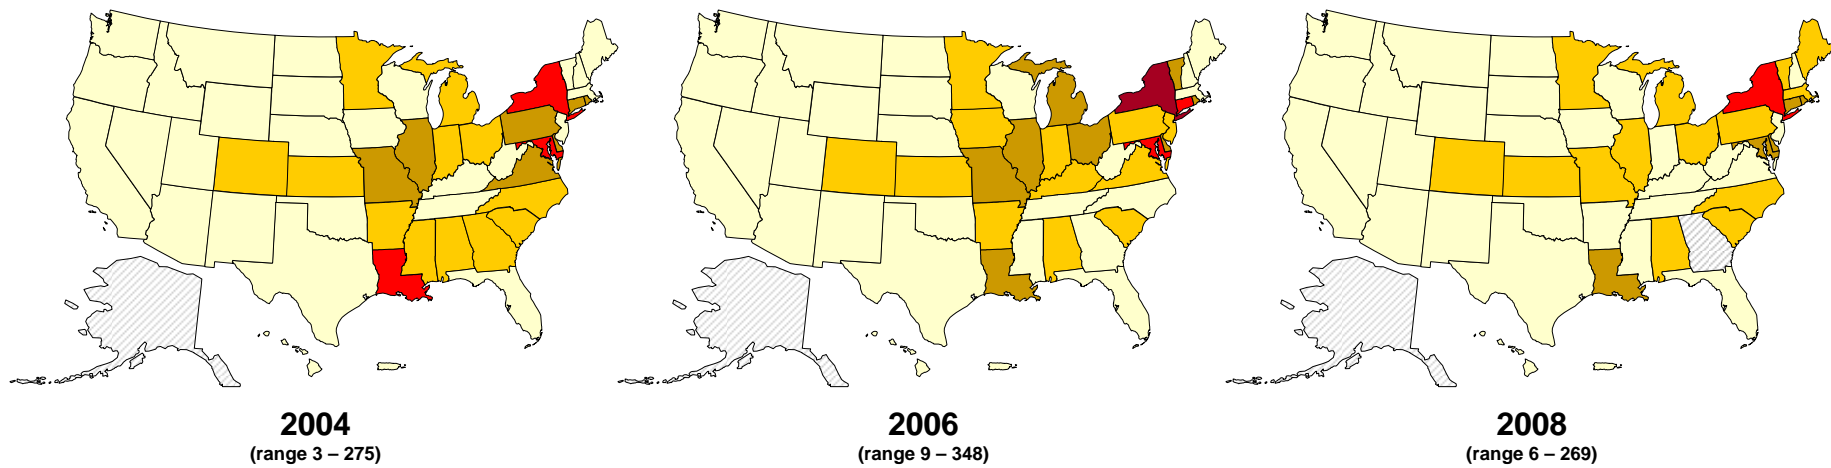 2004
(range 3 – 275)
2006
(range 9 – 348)
2008
(range 6 – 269)